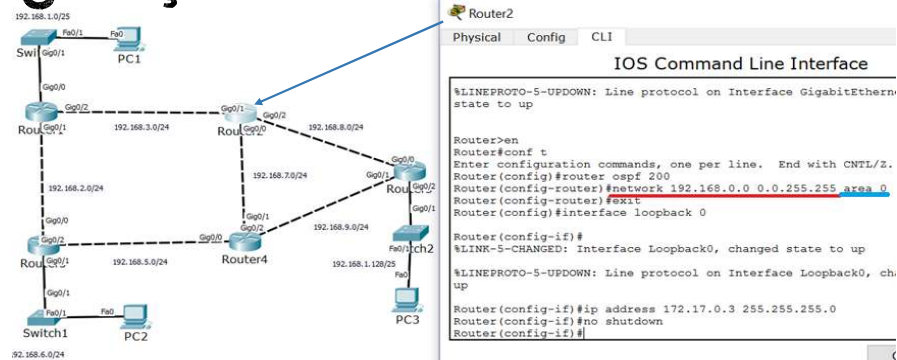 192.168.1.0/25
Fa0/1
Fa0
Gig0/1
PC1
Gig0/0
Gig0/2
Gig0/1
Gig0/1
Gig0/2
Gig0/0
192.168.3.0/24
192.168.8.0/24
192.168.2.0/24
192.168.7.0/24
Gig0/0
Gig0/1
Gig0/2
Gig0/1
Gig0/0
Gig0/2
Gig0/1
Gig0/1
Gig0/2
Gig0/0
192.168.9.0/24
192.168.5.0/24
Router4
192.168.1.128/25
Fa0
Gig0/1
Fa0/1
Fa0
Switch1
PC2
PC3
192.168.6.0/24
Router2
Physical Config CLI
IOS Command Line Interface
%LINEPROTO-5-UPDOWN: Line protocol on Interface
state to up
Router>en
Router#conf t
Enter configuration commands, one per line. End with CNTL/Z.
Router(config)#router ospf 200
Router(config-router)#network 192.168.0.0 0.0.255.255 area 0
Router(config-router)#exit
Router(config)#interface loopback 0
Router(config-if)#
%LINK-5-CHANGED: Interface Loopback0, changed state to up
%LINEPROTO-5-UPDOWN: Line protocol on Interface Loopback0,
up
Router(config-if)#ip address 172.17.0.3 255.255.255.0
Router(config-if)#no shutdown
Router(config-if)#